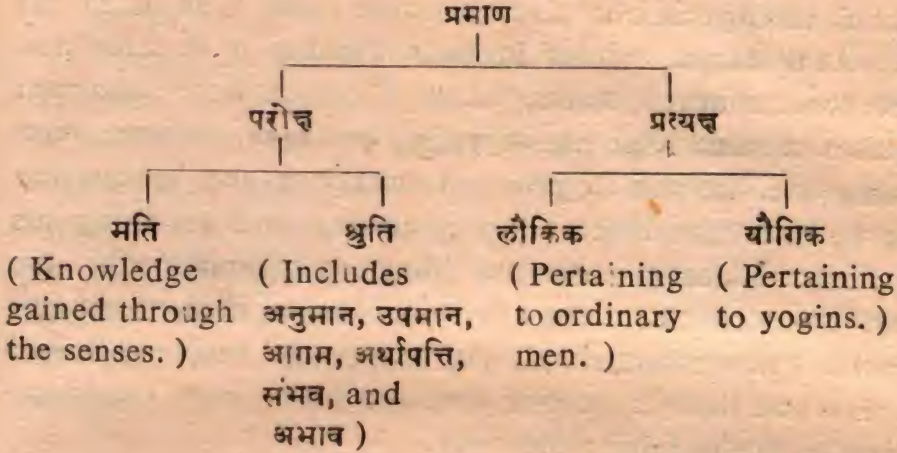 प्रमाण
परोक्ष प्रत्यक्ष
मति श्रुति लौकिक यौगिक
( Knowledge ( Includes ( Pertaining ( Pertaining
gained through अनुमान, उपमान, to ordinary to yogins. )
the senses. ) आगम, अर्थापत्ति, men. )
संभव, and
अभाव )